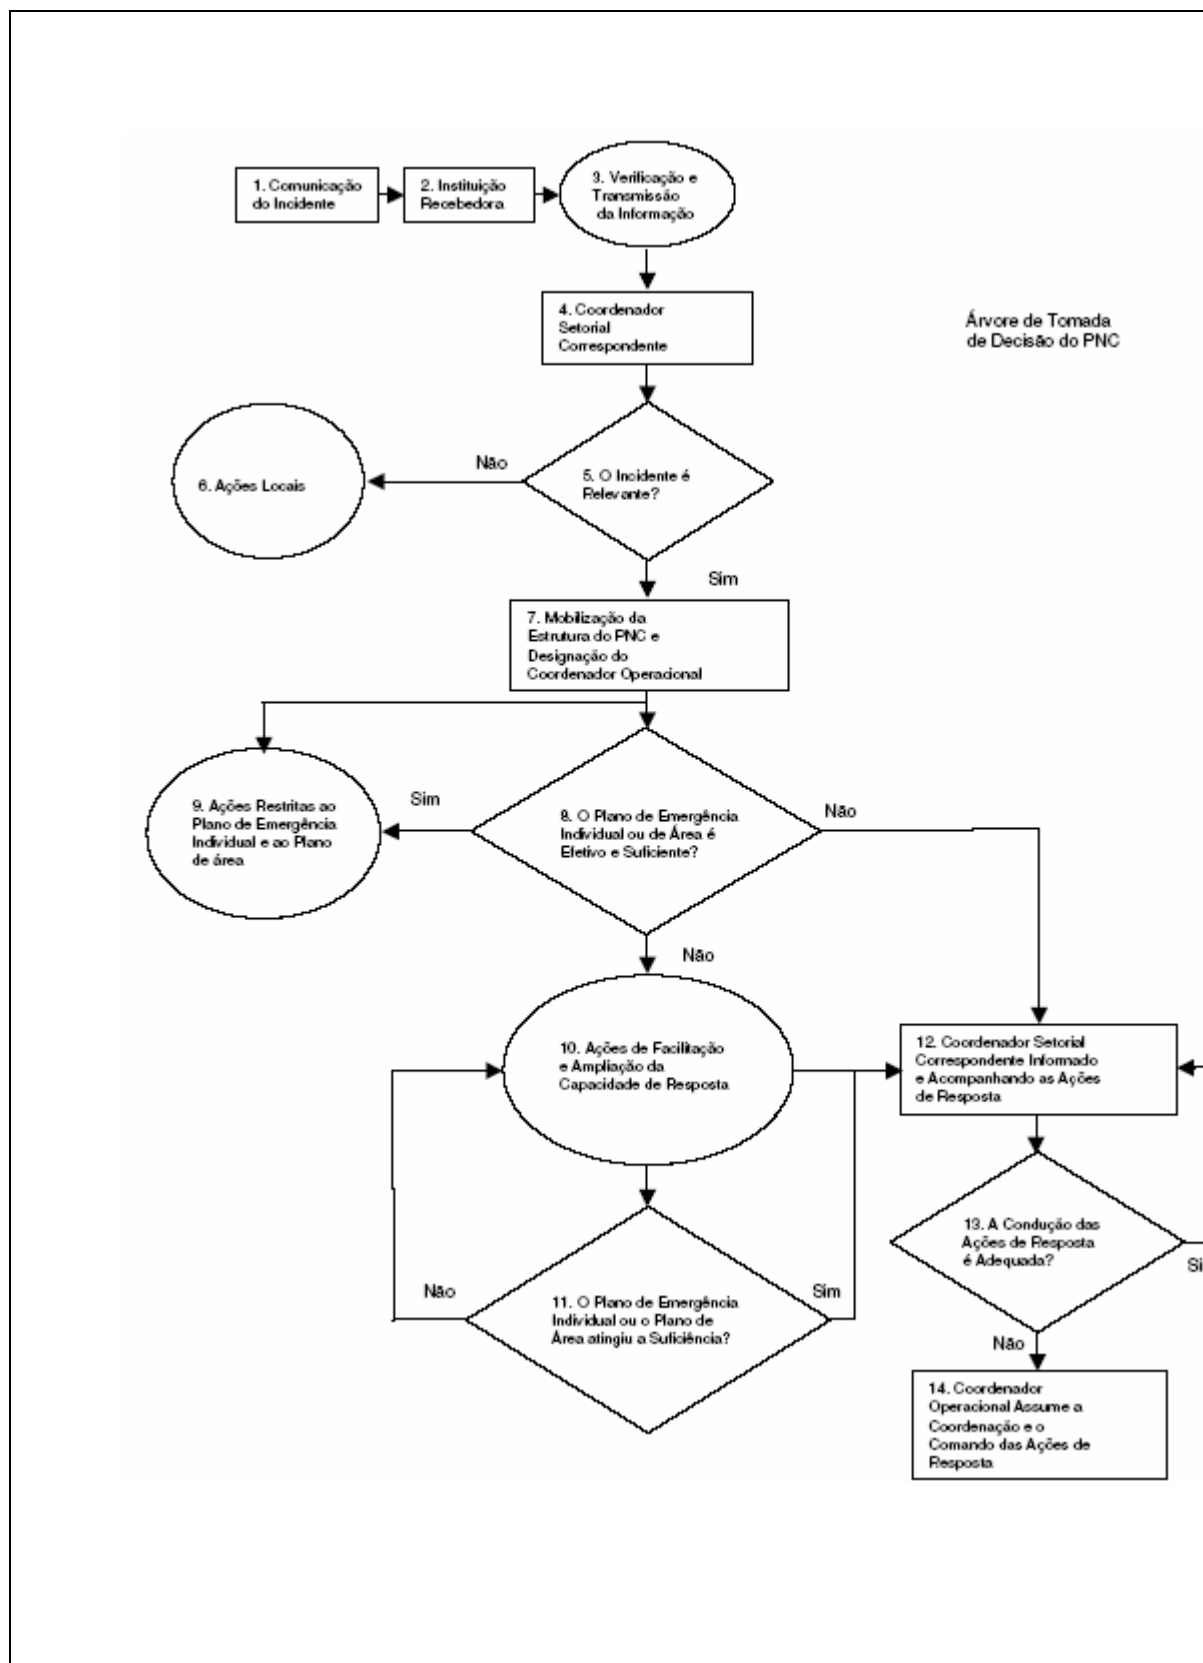 1. Comunicação
do Incidente
2. Instituição
Recebedora
3. Verificação e
Transmissão
da Informação
4. Coordenador
Setorial
Correspondente
Árvore de Tomada
de Decisão do PNC
Não
5. O Incidente é
Relevante?
6. Ações Locais
Sim
7. Mobilização da
Estrutura do PNC e
Designação do
Coordenador Operacional
9. Ações Restritas ao
Plano de Emergência
Individual e ao Plano
de área
Sim
8. O Plano de Emergência
Individual ou de Área é
Efetivo e Suficiente?
Não
Não
10. Ações de Facilitação
e Ampliação da
Capacidade de Resposta
12. Coordenador Setorial
Correspondente Informado
e Acompanhando as Ações
de Resposta
13. A Condução das
Ações de Resposta
é Adequada?
Si
Não
11. O Plano de Emergência
Individual ou o Plano de
Área atingiu a Suficiência?
Sim
Não
14. Coordenador
Operacional Assume a
Coordenação e o
Comando das Ações de
Resposta